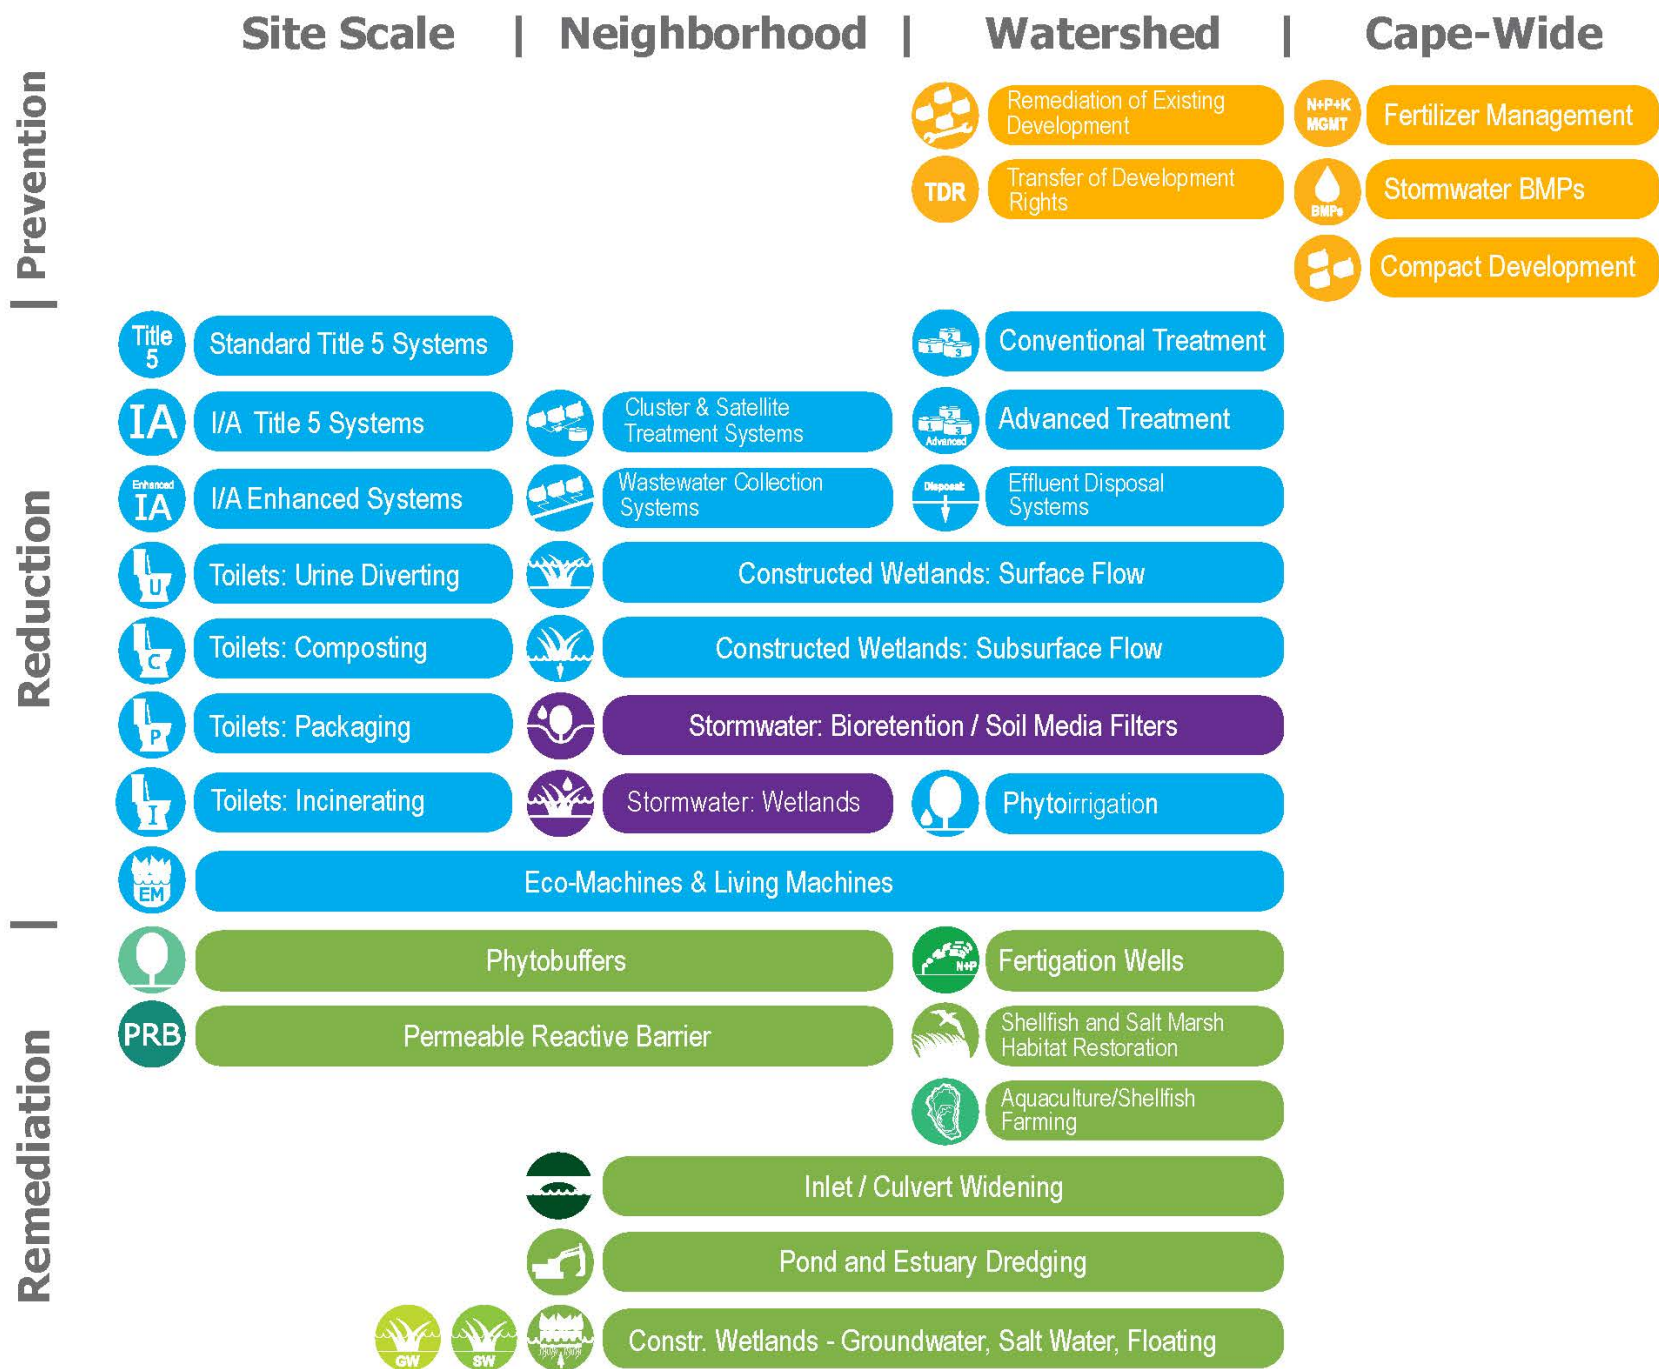 Site Scale | Neighborhood | Watershed | Cape-Wide
Prevention
Remediation of Existing
Development
N+P+K
MGMT
Fertilizer Management
TDR
Transfer of Development
Rights
BMPs
Stormwater BMPs
Compact Development
Reduction
Title
5
Standard Title 5 Systems
1 2 3
Conventional Treatment
IA
I/A Title 5 Systems
Cluster & Satellite
Treatment Systems
1 2 3
Advanced
Advanced Treatment
Enhanced
IA
I/A Enhanced Systems
Wastewater Collection
Systems
Disposal:
Effluent Disposal
Systems
U
Toilets: Urine Diverting
Constructed Wetlands: Surface Flow
C
Toilets: Composting
Constructed Wetlands: Subsurface Flow
P
Toilets: Packaging
Stormwater: Bioretention / Soil Media Filters
I
Toilets: Incinerating
Stormwater: Wetlands
Phytoirrigation
EM
Eco-Machines & Living Machines
Remediation
Phytobuffers
N+P
Fertigation Wells
PRB
Permeable Reactive Barrier
Shellfish and Salt Marsh
Habitat Restoration
Aquaculture/Shellfish
Farming
Inlet / Culvert Widening
Pond and Estuary Dredging
GW
SW
Constr. Wetlands - Groundwater, Salt Water, Floating